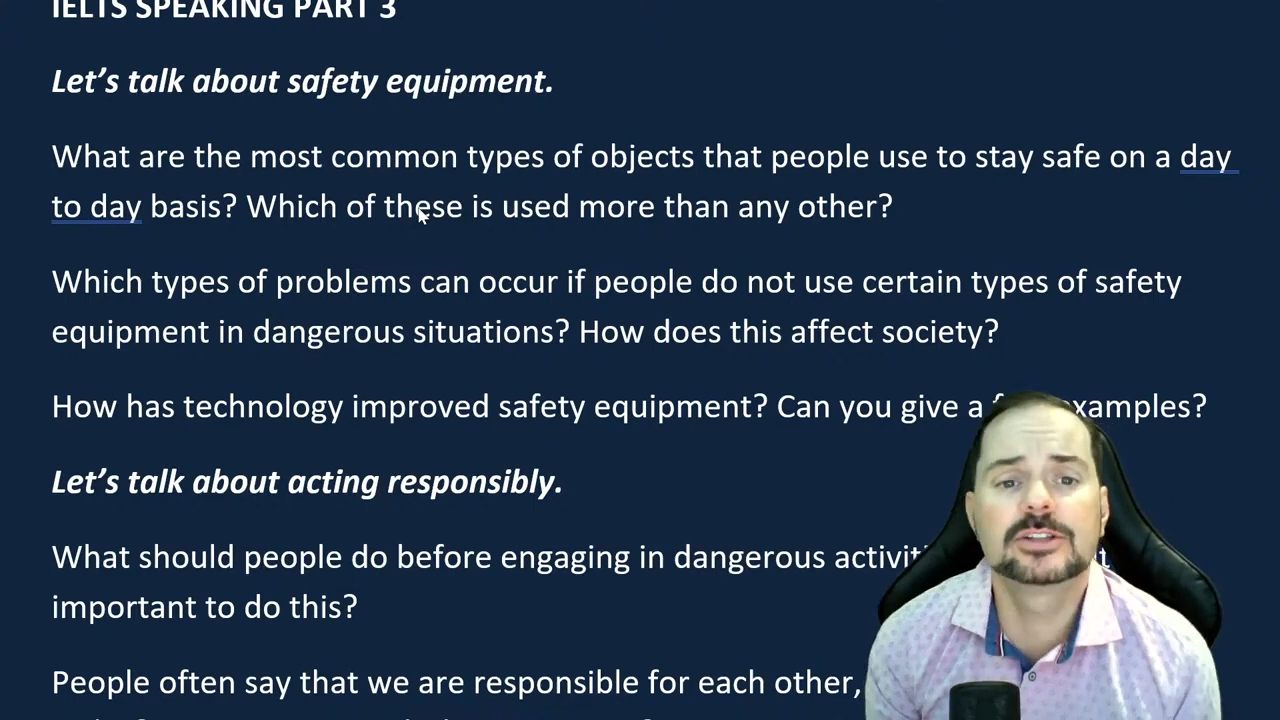 IELTS SPEAKING PART 3
Let's talk about safety equipment.
What are the most common types of objects that people use to stay safe on a day
to day basis? Which of these is used more than any other?
Which types of problems can occur if people do not use certain types of safety
equipment in dangerous situations? How does this affect society?
How has technology improved safety equipment? Can you give a examples?
Let's talk about acting responsibly.
What should people do before engaging in dangerous
important to do this?
People often say that we are responsible for each other,